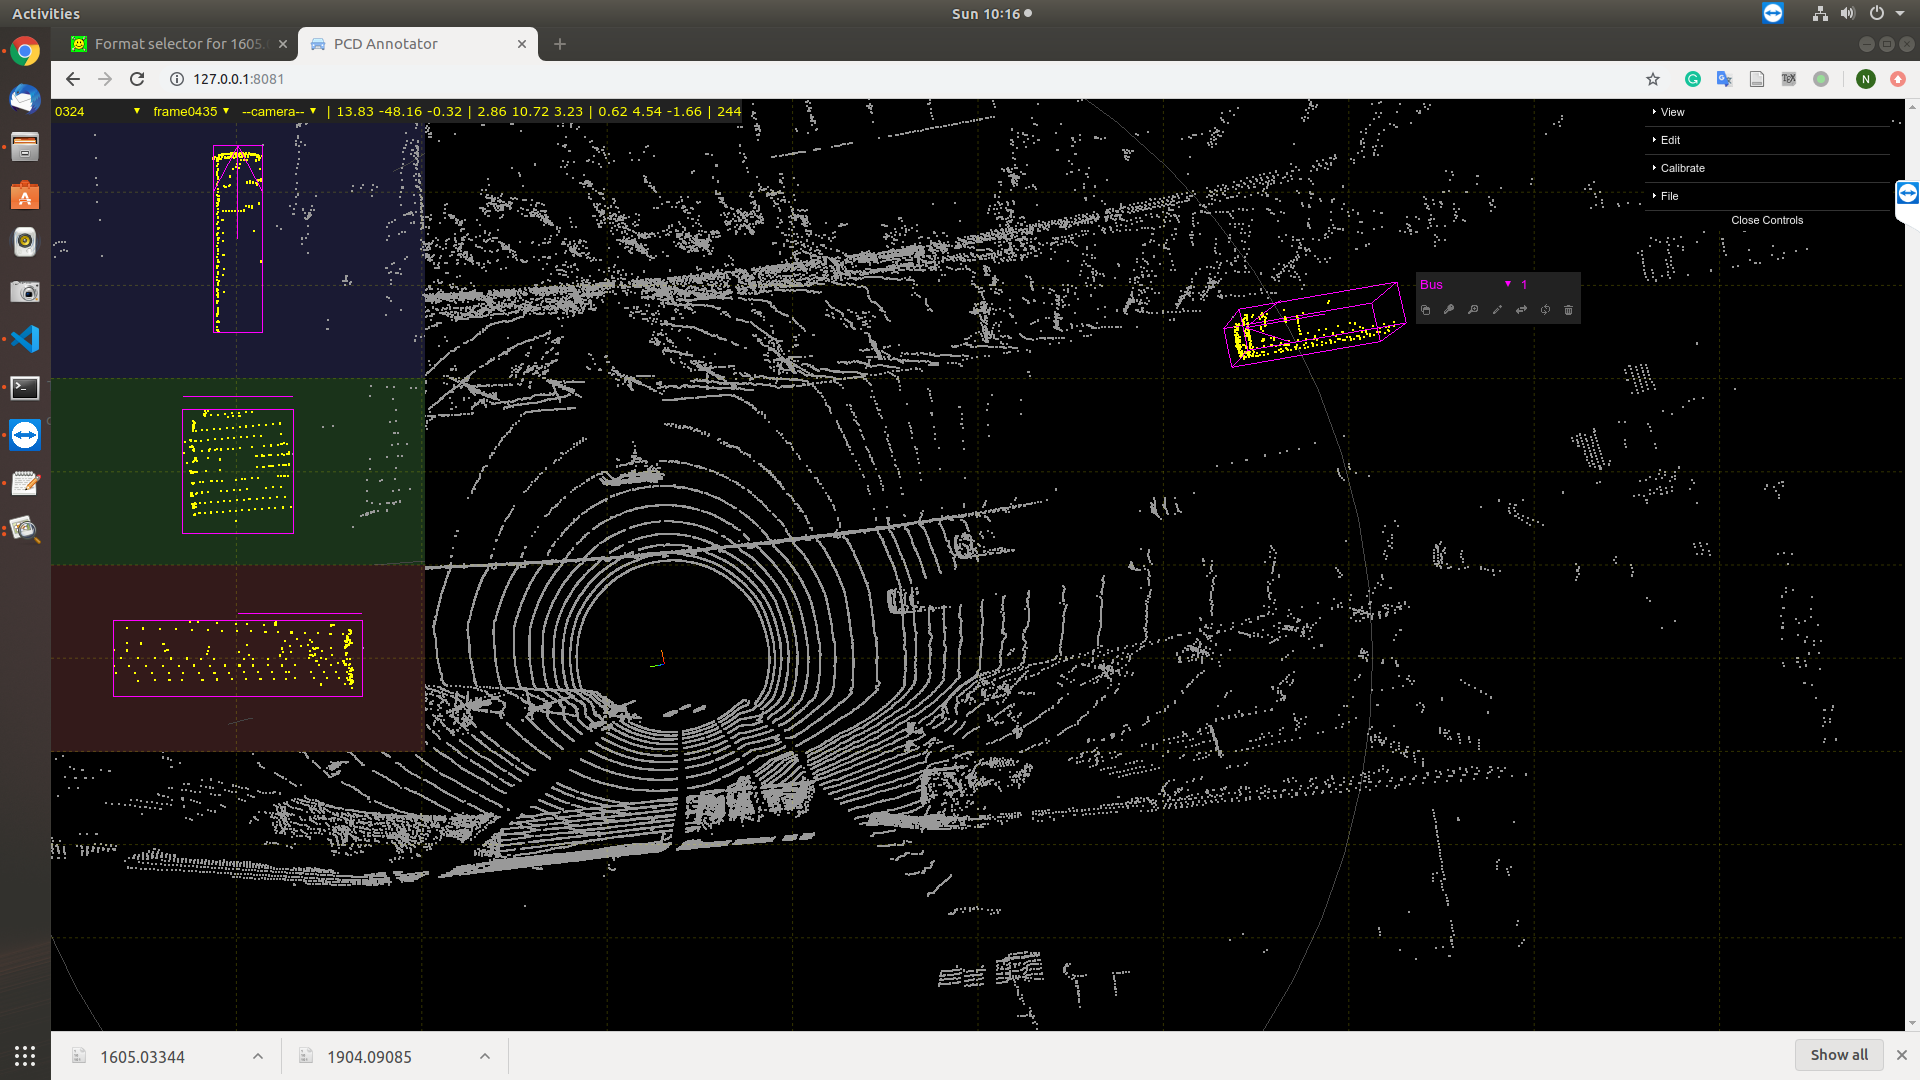 Activities
Sun 10:16
Format selector for 1605.
PCD Annotator
127.0.0.1:8081
N
0324 frame0435 --camera-- | 13.83 -48.16 -0.32 | 2.86 10.72 3.23 | 0.62 4.54 -1.66 | 244
View
Edit
Calibrate
File
Close Controls
Bus 1
1605.03344
1904.09085
Show all